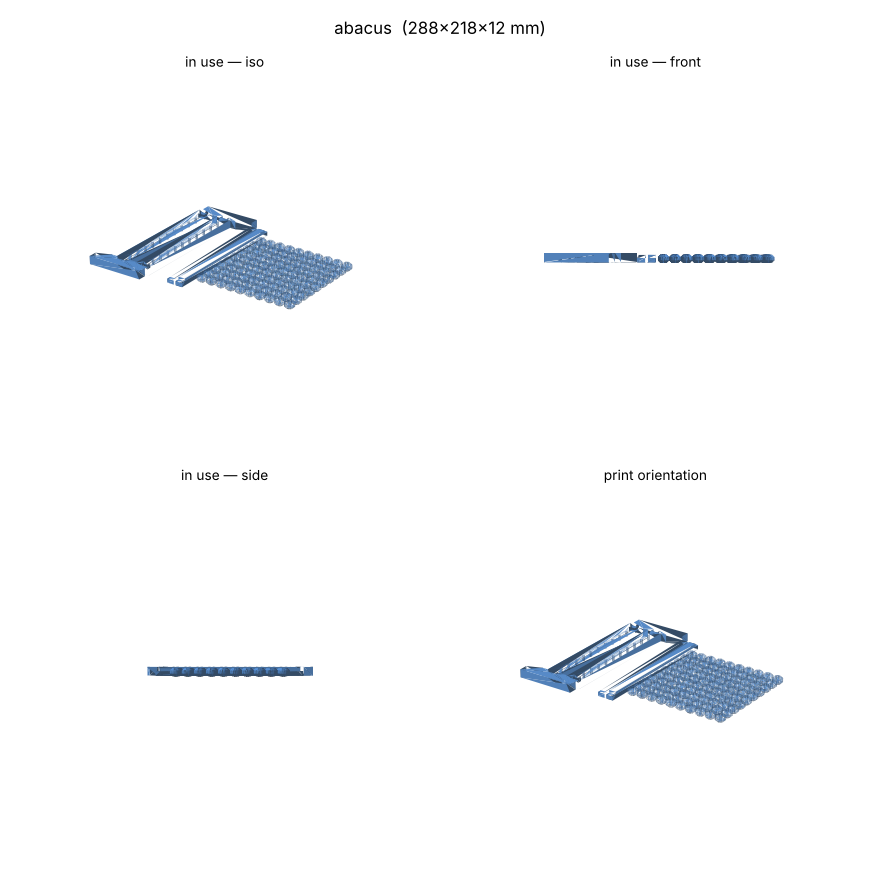 abacus  (288×218×12 mm)
in use — iso
in use — front
in use — side
print orientation